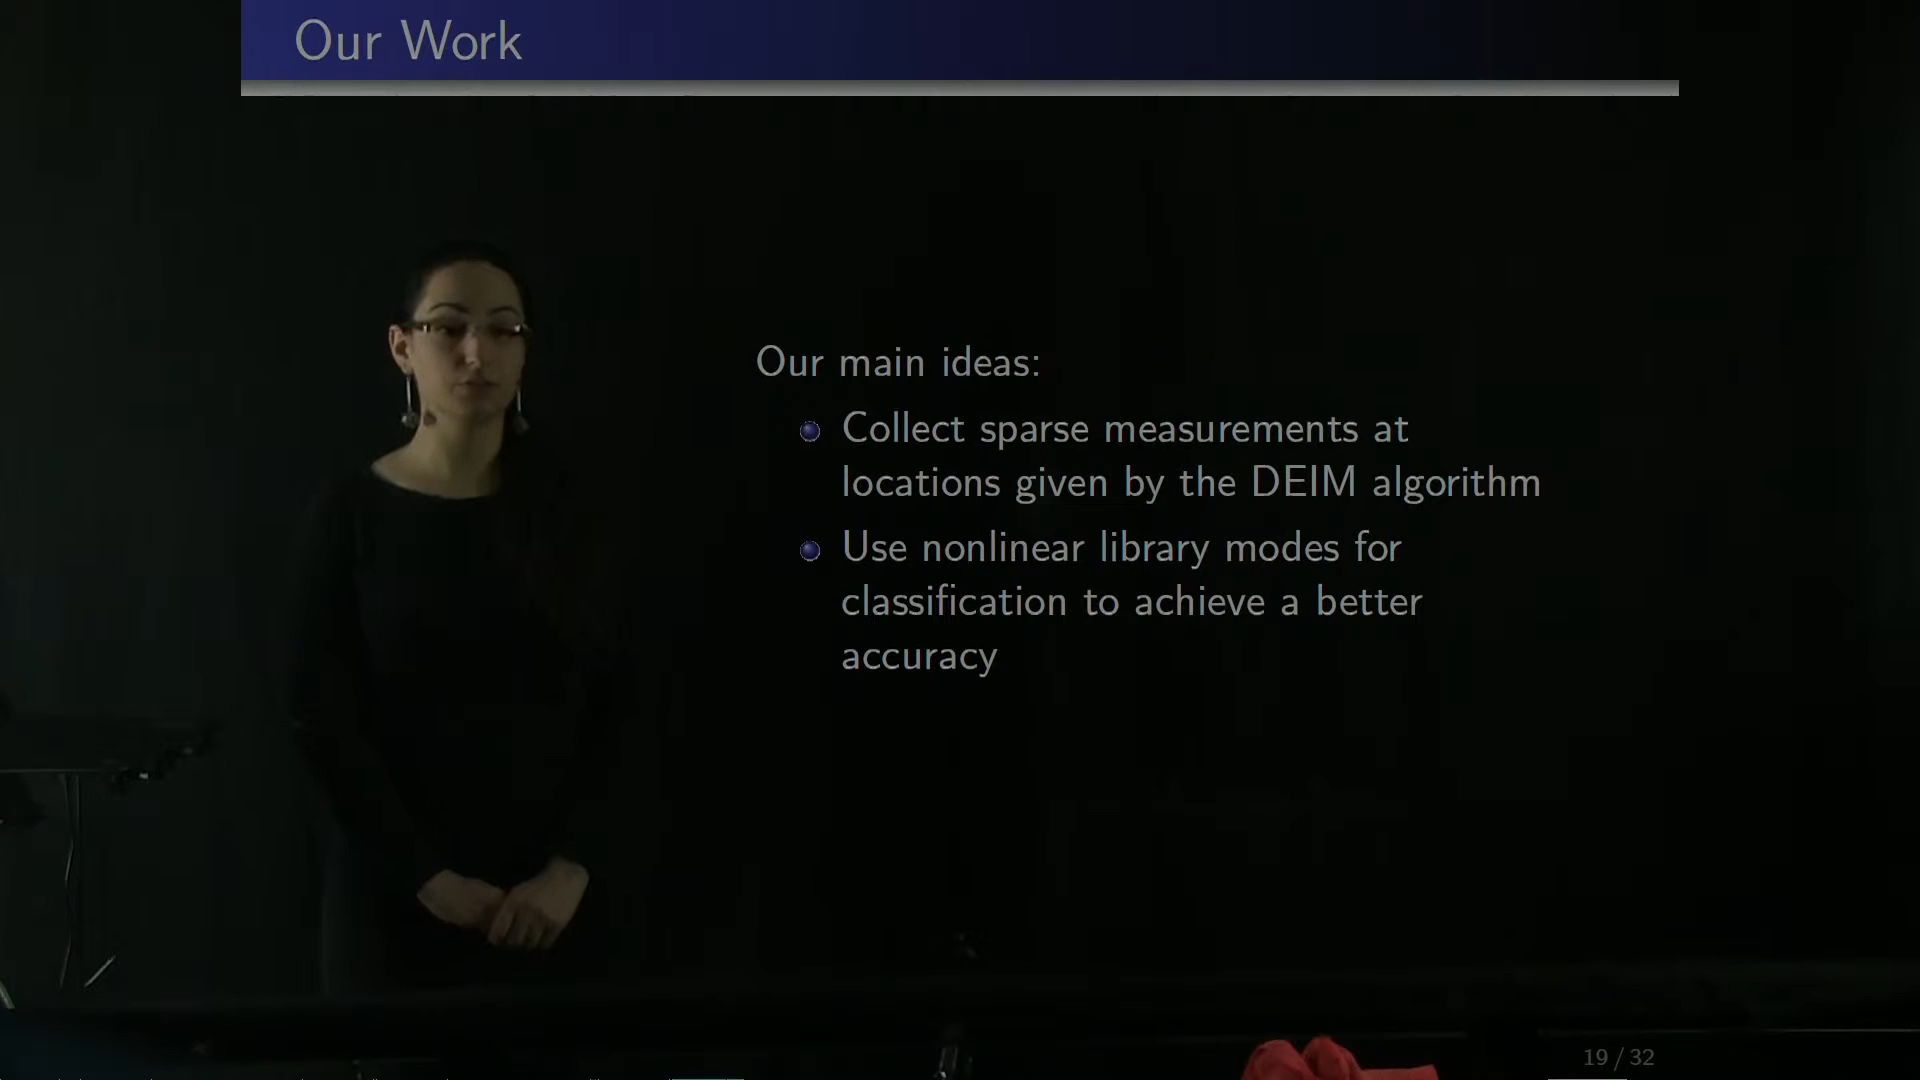 Our Work
Our main ideas:
Collect sparse measurements at
locations given by the DEIM algorithm
Use nonlinear library modes for
classification to achieve a better
accuracy
19 / 32